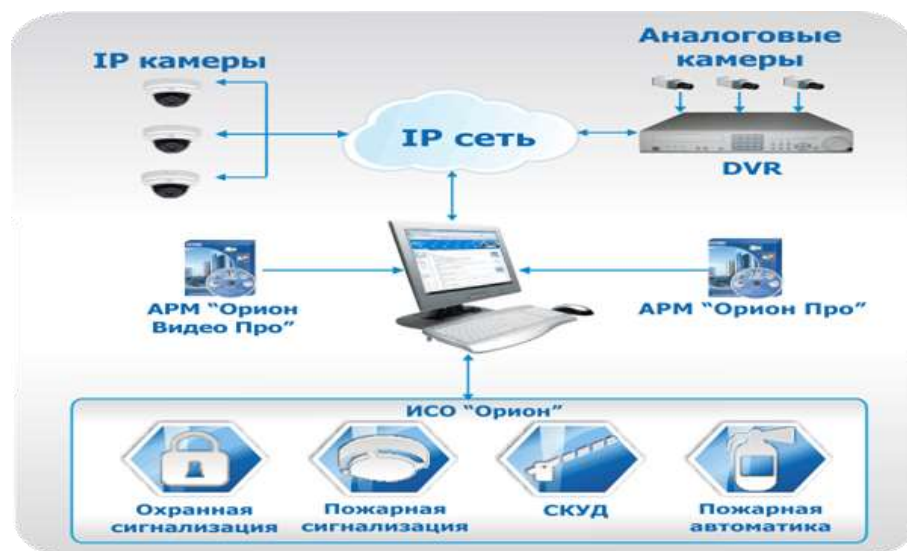 IP камеры
Аналоговые
камеры
IP сеть
DVR
АРМ “Орион
Видео Про”
АРМ “Орион Про”
ИСО “Орион”
Охранная
сигнализация
Пожарная
сигнализация
СКУД
Пожарная
автоматика